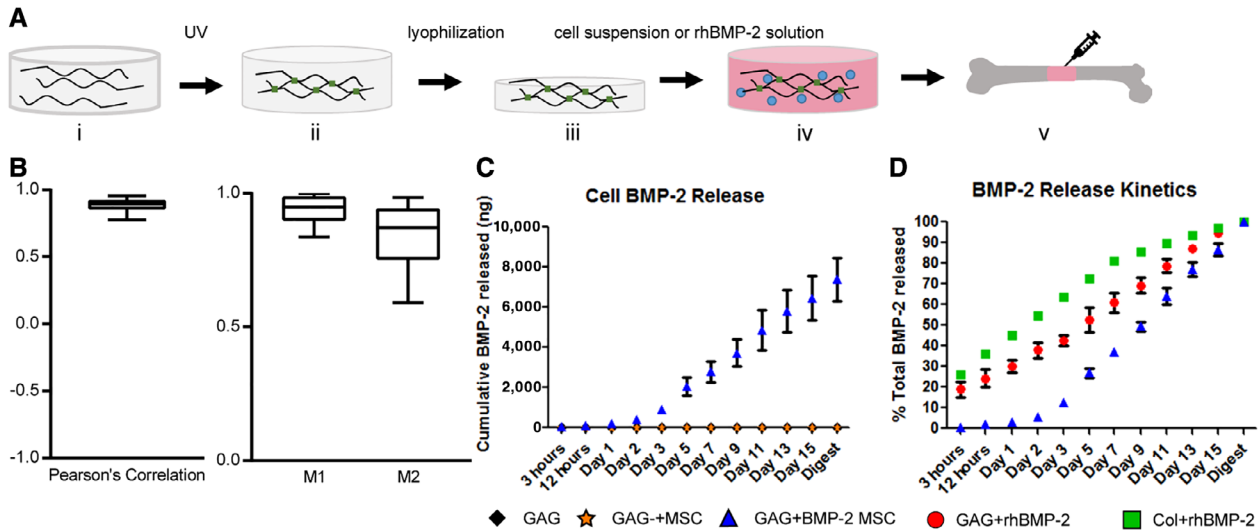 A
UV
lyophilization
cell suspension or rhBMP-2 solution
i
ii
iii
iv
v
B
1.0
0.5
0.0
-0.5
-1.0
Pearson's Correlation
1.0
0.5
0.0
M1
M2
C
Cell BMP-2 Release
Cumulative BMP-2 released (ng)
10,000
8,000
6,000
4,000
2,000
0
3 hours
12 hours
Day 1
Day 2
Day 3
Day 5
Day 7
Day 9
Day 11
Day 13
Day 15
Digest
D
BMP-2 Release Kinetics
% Total BMP-2 released
100
90
80
70
60
50
40
30
20
10
0
3 hours
12 hours
Day 1
Day 2
Day 3
Day 5
Day 7
Day 9
Day 11
Day 13
Day 15
Digest
GAG
GAG-+MSC
GAG+BMP-2 MSC
GAG+rhBMP-2
Col+rhBMP-2